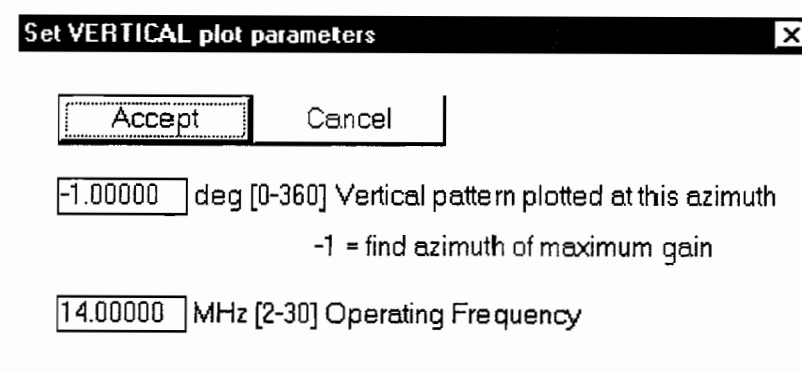 Set VERTICAL plot parameters
Accept Cancel
-1.00000 deg [0-360] Vertical pattern plotted at this azimuth
-1 = find azimuth of maximum gain
14.00000 MHz [2-30] Operating Frequency